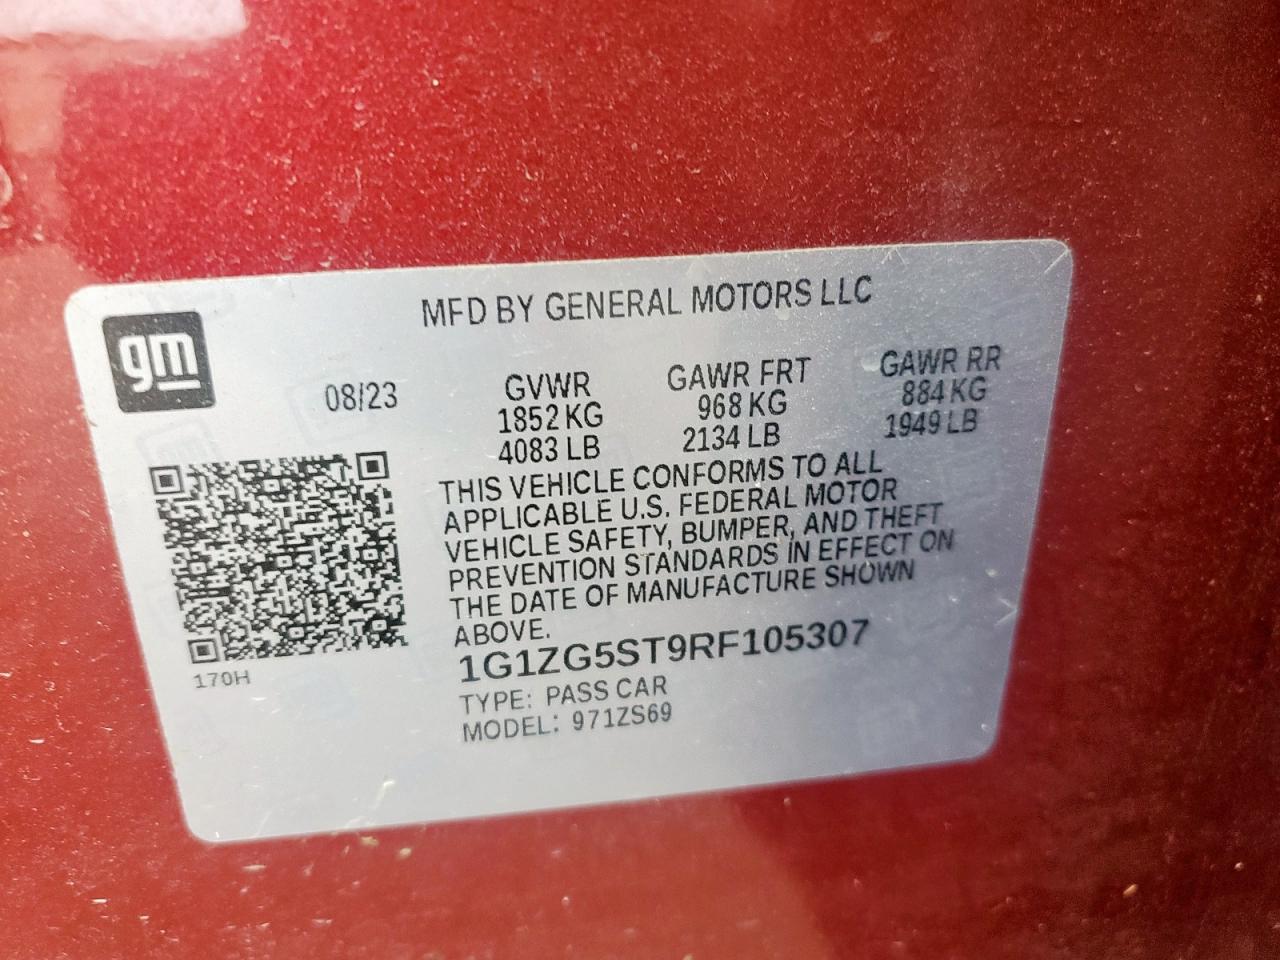 MFD BY GENERAL MOTORS LLC
gm
08/23
GVWR GAWR FRT GAWR RR
1852 KG 968 KG 884 KG
4083 LB 2134 LB 1949 LB
THIS VEHICLE CONFORMS TO ALL
APPLICABLE U.S. FEDERAL MOTOR
VEHICLE SAFETY, BUMPER, AND THEFT
PREVENTION STANDARDS IN EFFECT ON
THE DATE OF MANUFACTURE SHOWN
ABOVE.
1G1ZG5ST9RF105307
170H
TYPE: PASS CAR
MODEL: 971ZS69